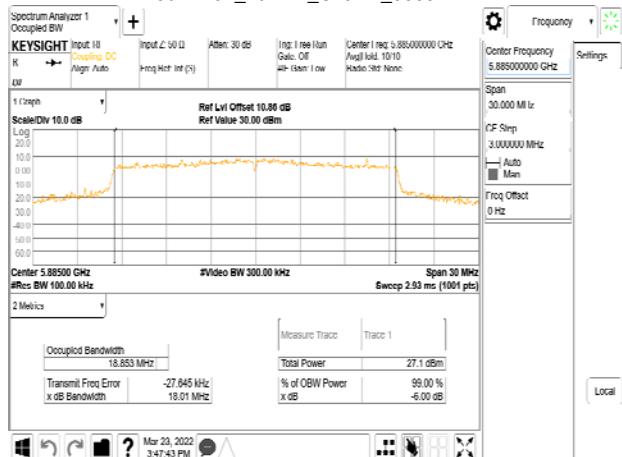 Spectrum Analyzer 1
Occupied BW
+
Frequency
KEYSIGHT Input: RF
Coupling: DC
Align: Auto
Input Z: 50 Ω
Freq Ref: Int (S)
Atten: 30 dB
Trig: Free Run
Gate: Off
#IF Gain: Low
Center Freq: 5.885000000 GHz
Avg|Hold: 10/10
Radio Std: None
Center Frequency
5.885000000 GHz
Settings
Span
30.000 MHz
CF Step
3.000000 MHz
Auto
Man
Freq Offset
0 Hz
Local
1 Graph
Scale/Div 10.0 dB
Ref Lvl Offset 10.86 dB
Ref Value 30.00 dBm
Log
20.0
10.0
0.00
10.0
20.0
30.0
40.0
50.0
60.0
Center 5.88500 GHz
#Res BW 100.00 kHz
#Video BW 300.00 kHz
Span 30 MHz
Sweep 2.93 ms (1001 pts)
2 Metrics
Measure Trace Trace 1
Occupied Bandwidth
18.853 MHz
Total Power 27.1 dBm
Transmit Freq Error -27.645 kHz
% of OBW Power 99.00 %
x dB Bandwidth 18.01 MHz
x dB -6.00 dB
?
Mar 23, 2022
3:47:43 PM